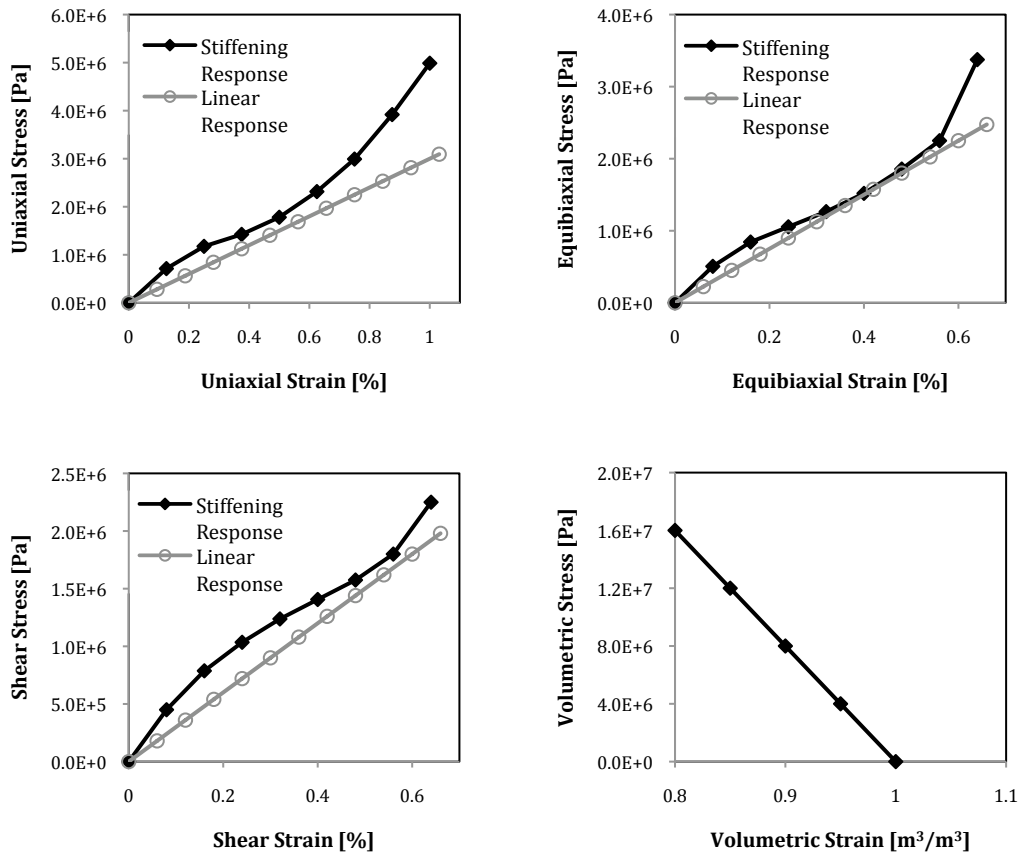 6.0E+6
5.0E+6
4.0E+6
3.0E+6
2.0E+6
1.0E+6
0.0E+0
Uniaxial Stress [Pa]
Stiffening
Response
Linear
Response
0 0.2 0.4 0.6 0.8 1
Uniaxial Strain [%]
4.0E+6
3.0E+6
2.0E+6
1.0E+6
0.0E+0
Equibiaxial Stress [Pa]
Stiffening
Response
Linear
Response
0 0.2 0.4 0.6
Equibiaxial Strain [%]
2.5E+6
2.0E+6
1.5E+6
1.0E+6
5.0E+5
0.0E+0
Shear Stress [Pa]
Stiffening
Response
Linear
Response
0 0.2 0.4 0.6
Shear Strain [%]
2.0E+7
1.6E+7
1.2E+7
8.0E+6
4.0E+6
0.0E+0
Volumetric Stress [Pa]
0.8 0.9 1 1.1
Volumetric Strain [m³/m³]